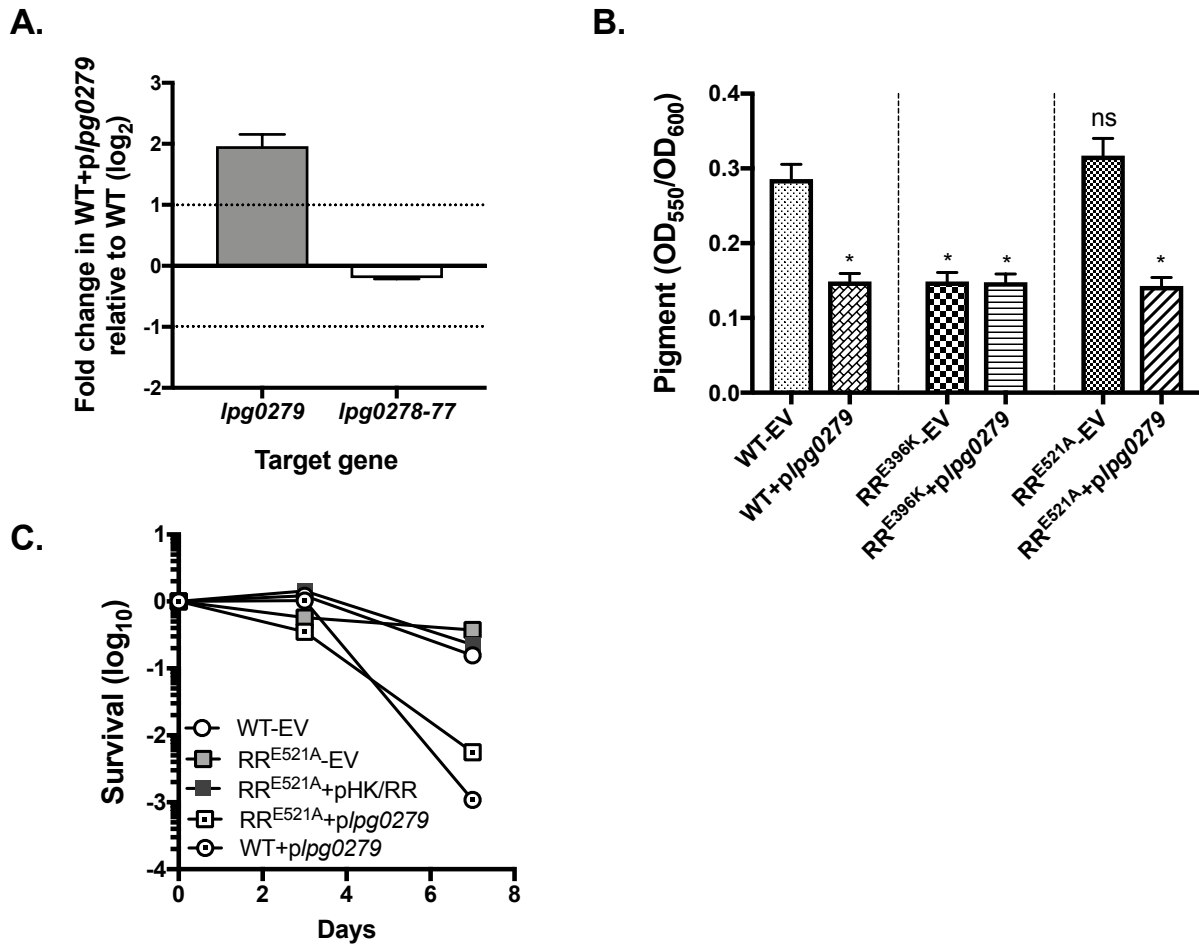 A.
Fold change in WT+plpg0279
relative to WT (log2)
3
2
1
0
-1
-2
lpg0279
lpg0278-77
Target gene
B.
Pigment (OD550/OD600)
0.4
0.3
0.2
0.1
0.0
*
*
*
ns
*
WT-EV
WT+plpg0279
RRE396K-EV
RRE396K+plpg0279
RRE521A-EV
RRE521A+plpg0279
C.
Survival (log10)
1
0
-1
-2
-3
-4
WT-EV
RRE521A-EV
RRE521A+pHK/RR
RRE521A+plpg0279
WT+plpg0279
0
2
4
6
8
Days